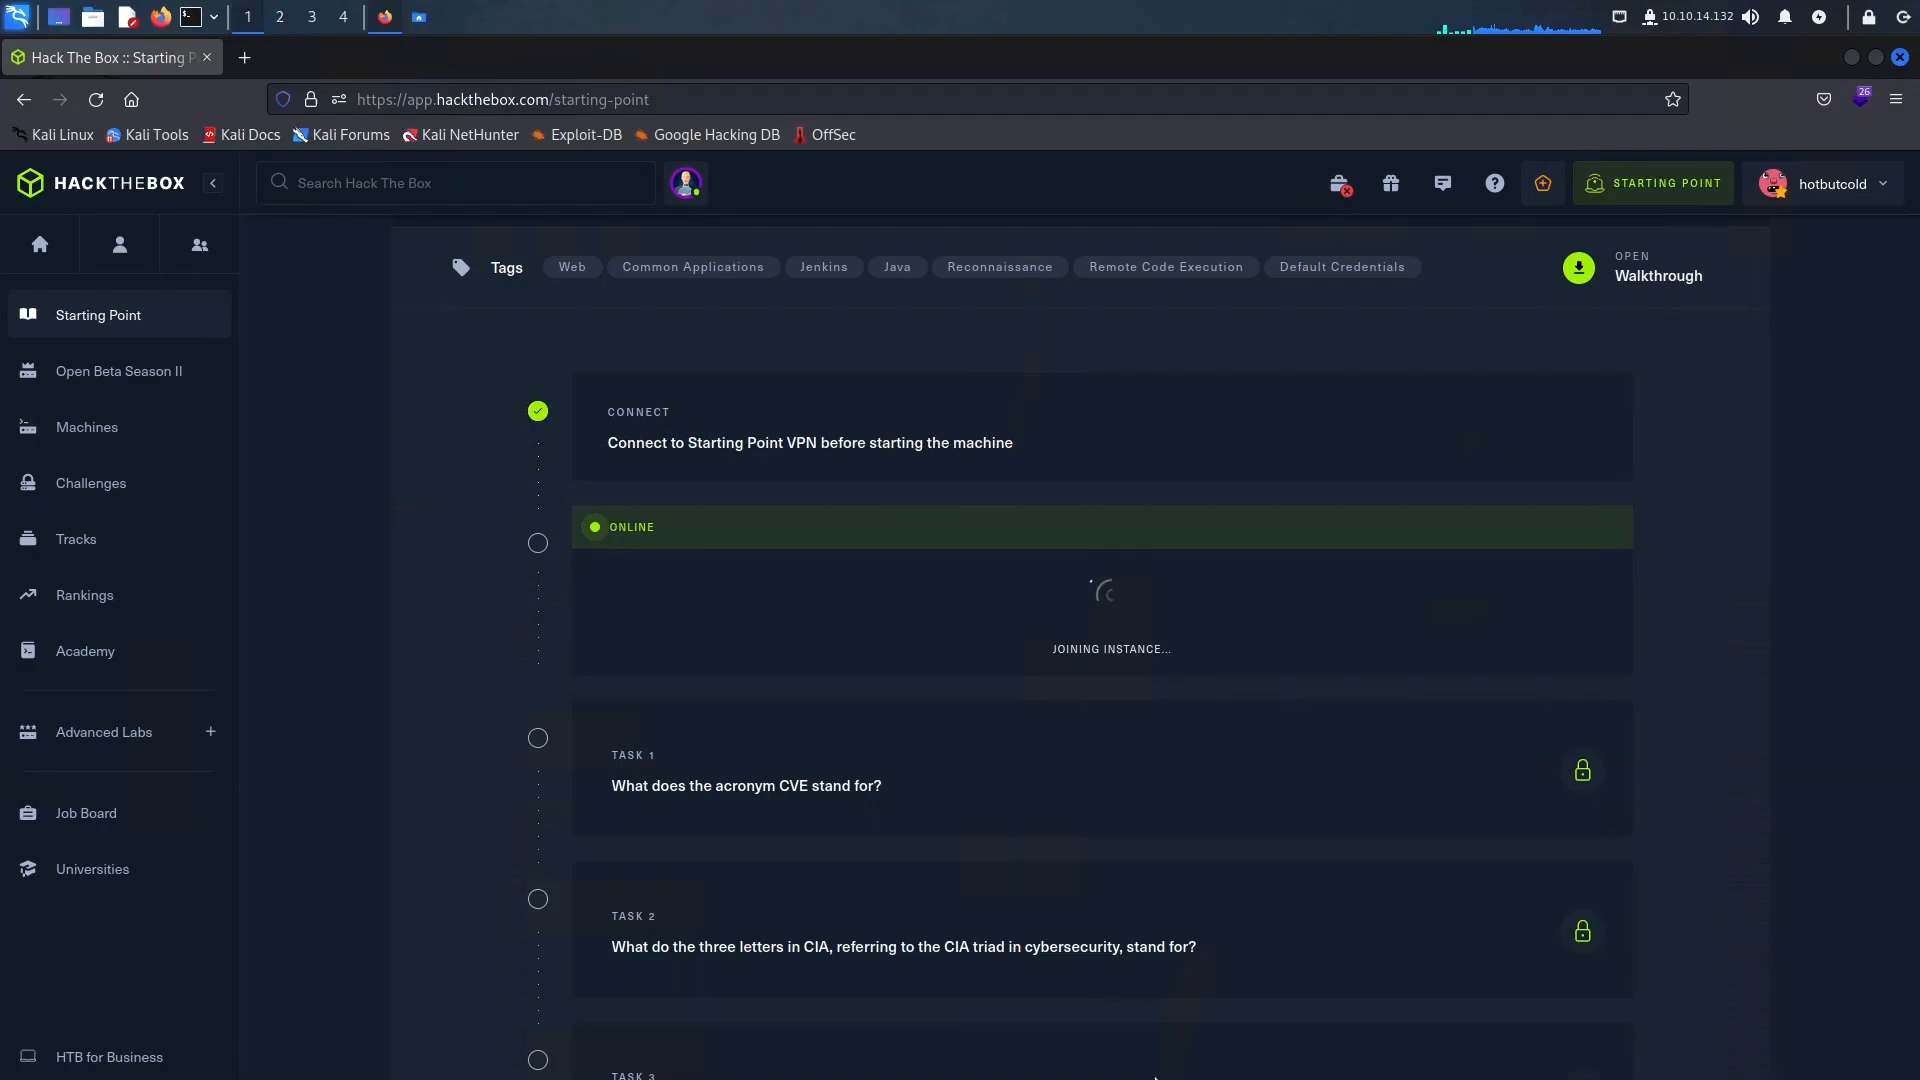 1 2 3 4
10.10.14.132
Hack The Box :: Starting P
https://app.hackthebox.com/starting-point
26
Kali Linux Kali Tools Kali Docs Kali Forums Kali NetHunter Exploit-DB Google Hacking DB OffSec
HACKTHEBOX
Search Hack The Box
STARTING POINT
hotbutcold
Tags Web Common Applications Jenkins Java Reconnaissance Remote Code Execution Default Credentials
OPEN
Walkthrough
Starting Point
Open Beta Season II
Machines
Challenges
Tracks
Rankings
Academy
Advanced Labs +
Job Board
Universities
HTB for Business
CONNECT
Connect to Starting Point VPN before starting the machine
ONLINE
JOINING INSTANCE...
TASK 1
What does the acronym CVE stand for?
TASK 2
What do the three letters in CIA, referring to the CIA triad in cybersecurity, stand for?
TASK 3